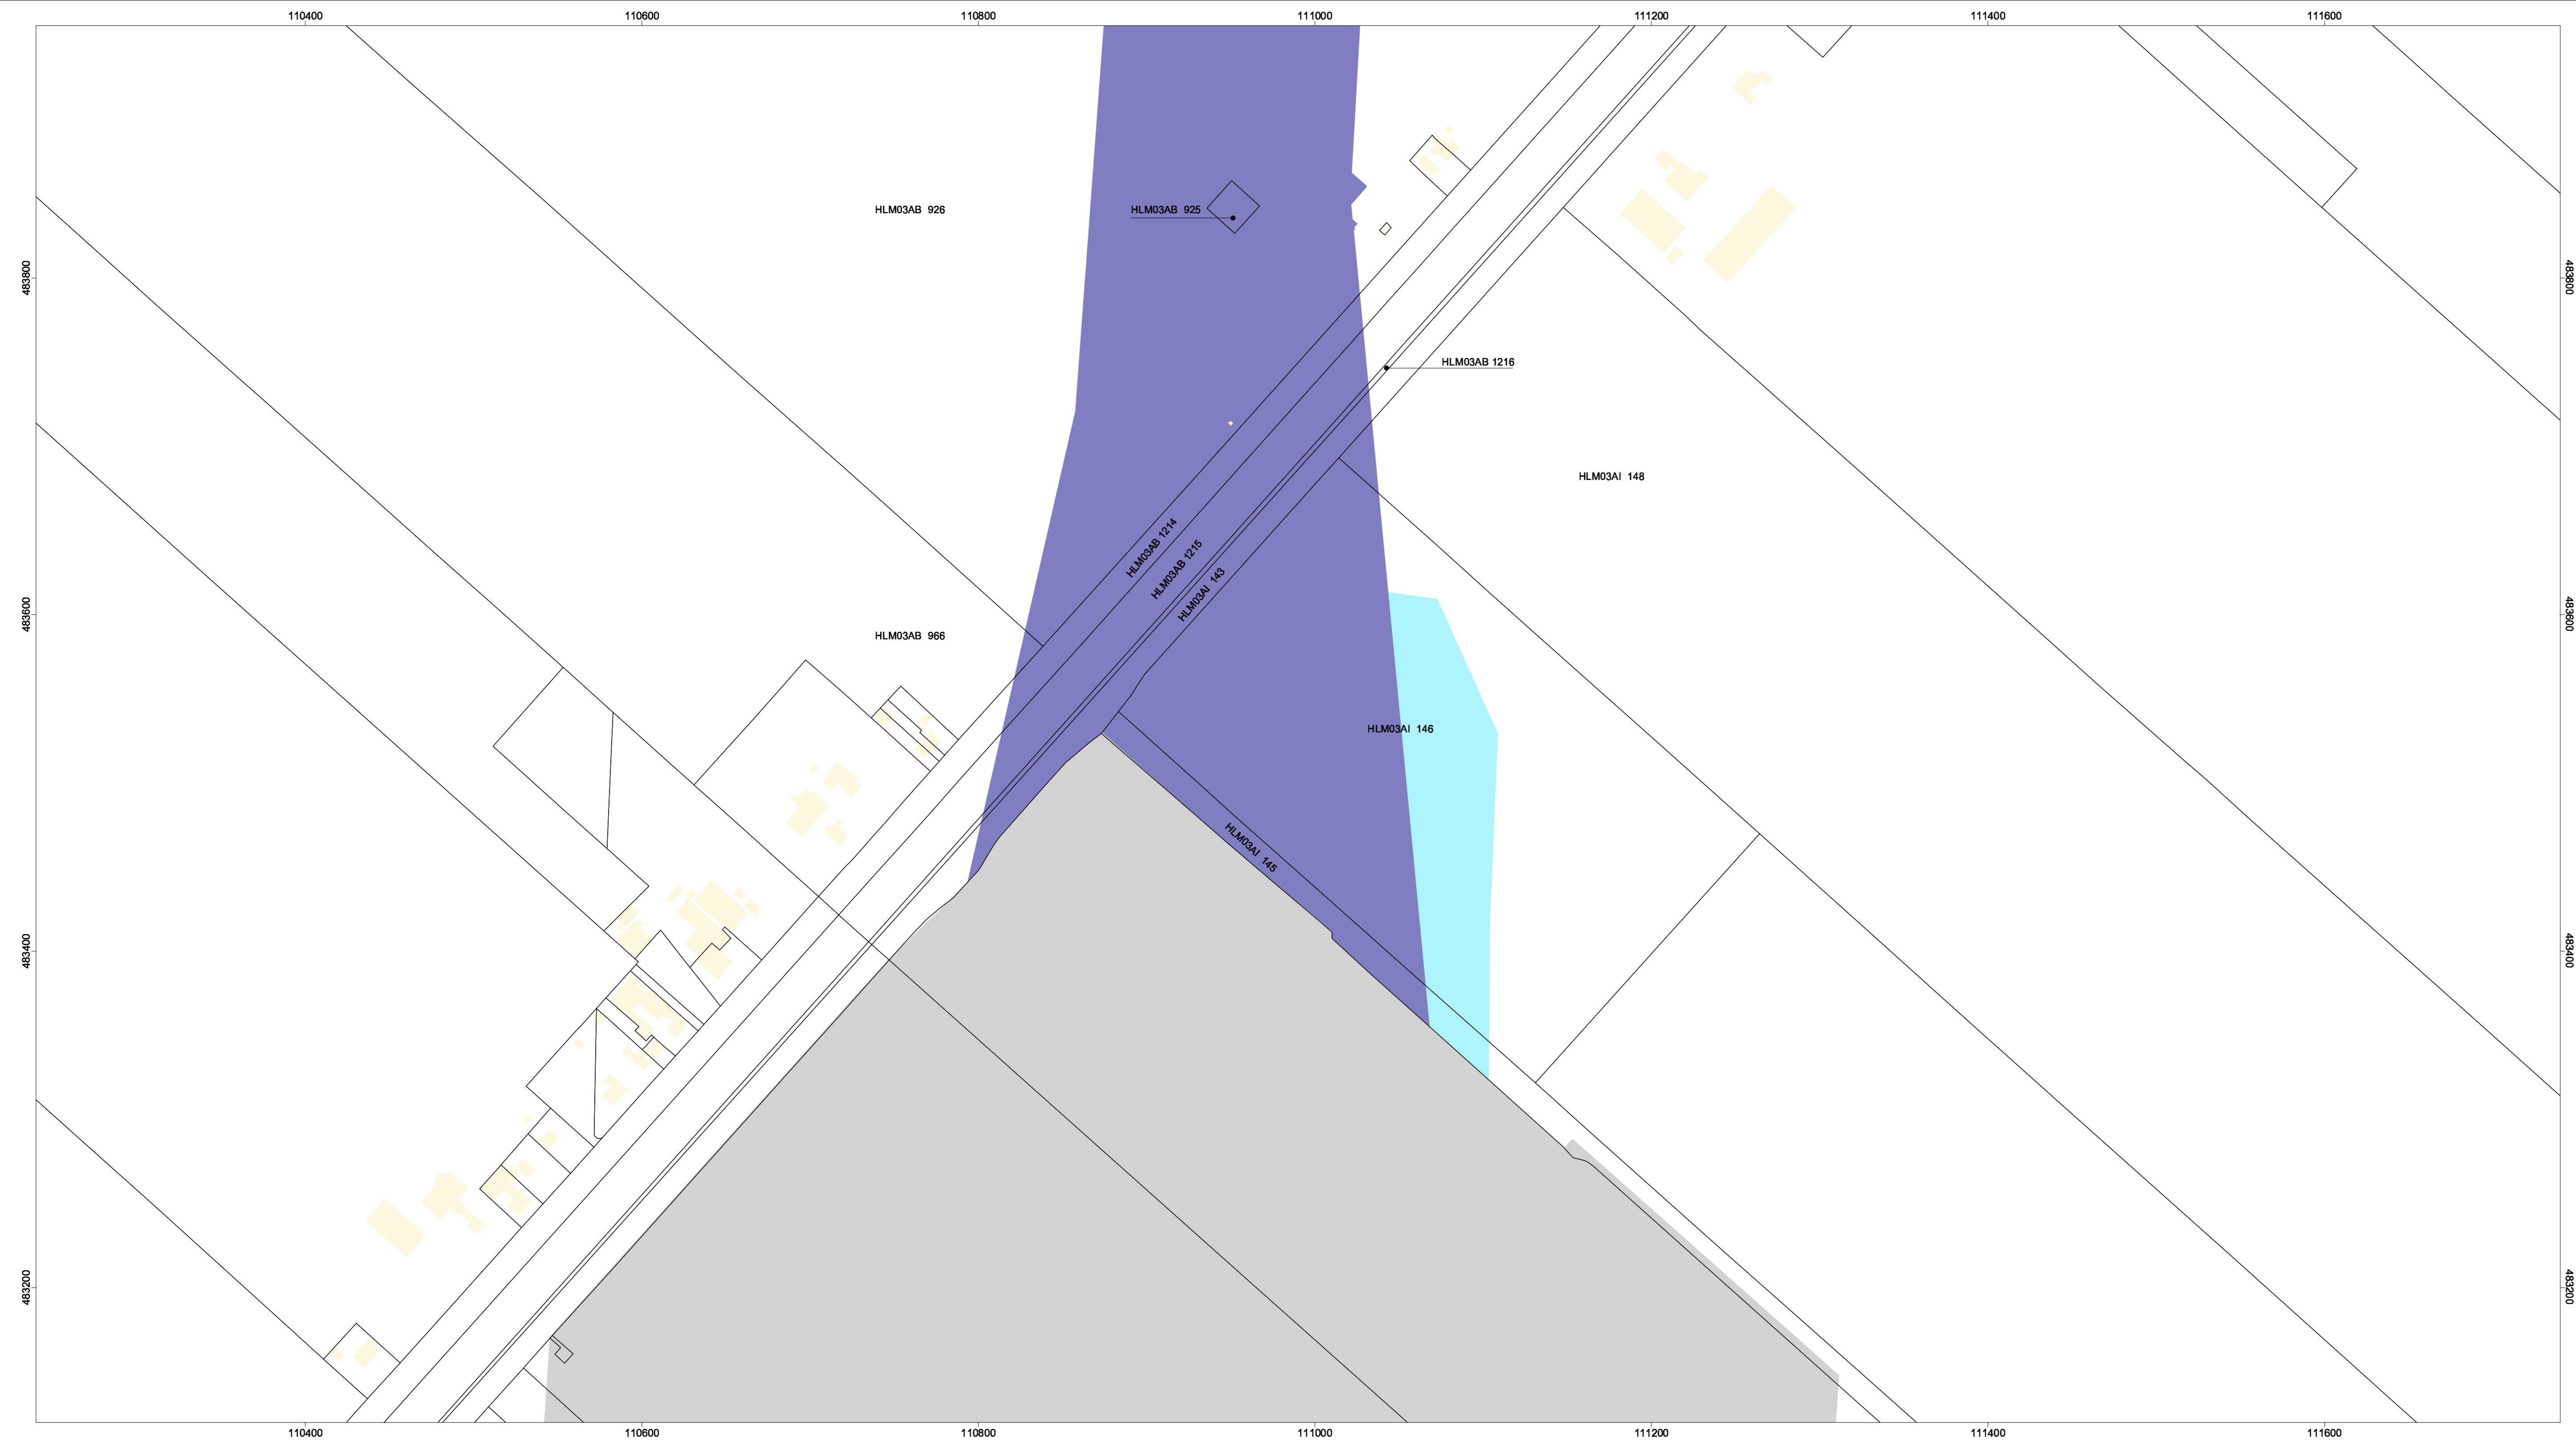 110400 110600 110800 111000 111200 111400 111600
HLM03AB 926
HLM03AB 925
483800 483800
HLM03AB 1216
HLM03AI 148
HLM03AB 1214
HLM03AB 1215
HLM03AI 143
483600 483600
HLM03AB 966
HLM03AI 146
HLM03AI 145
483400 483400
483200 483200
110400 110600 110800 111000 111200 111400 111600